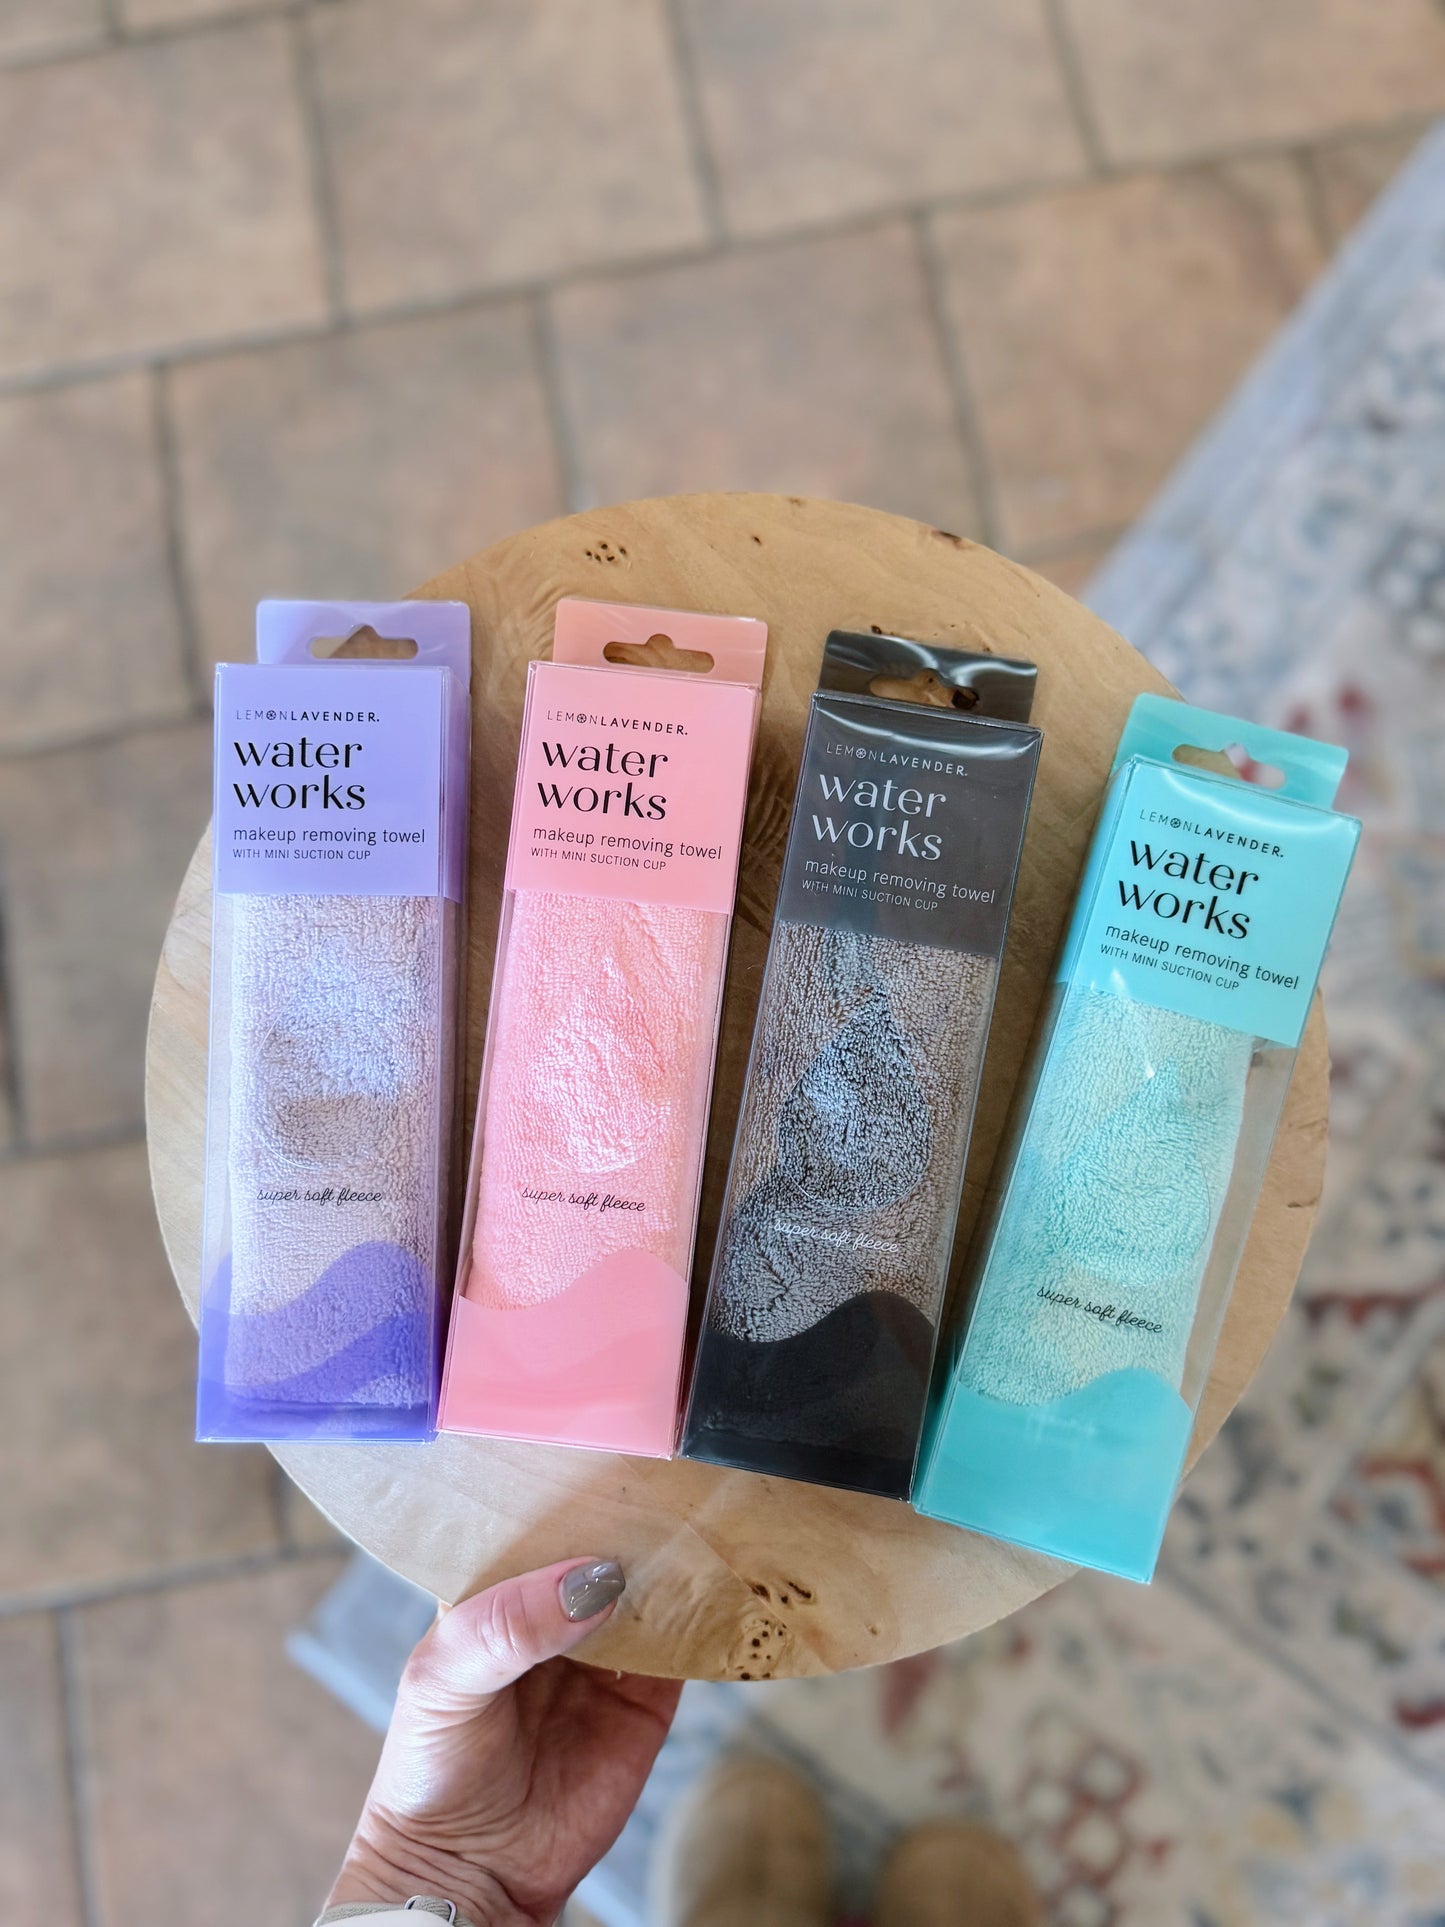 LEMONLAVENDER.
water
works
makeup removing towel
WITH MINI SUCTION CUP
super soft fleece
LEMONLAVENDER.
water
works
makeup removing towel
WITH MINI SUCTION CUP
super soft fleece
LEMONLAVENDER.
water
works
makeup removing towel
WITH MINI SUCTION CUP
super soft fleece
LEMONLAVENDER.
water
works
makeup removing towel
WITH MINI SUCTION CUP
super soft fleece